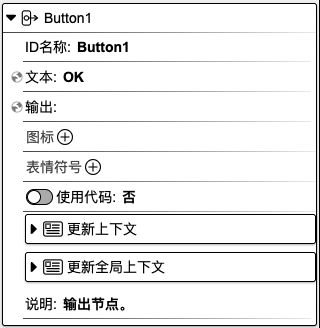 Button1
ID名称: Button1
文本: OK
输出:
图标
表情符号
使用代码: 否
更新上下文
更新全局上下文
说明: 输出节点。